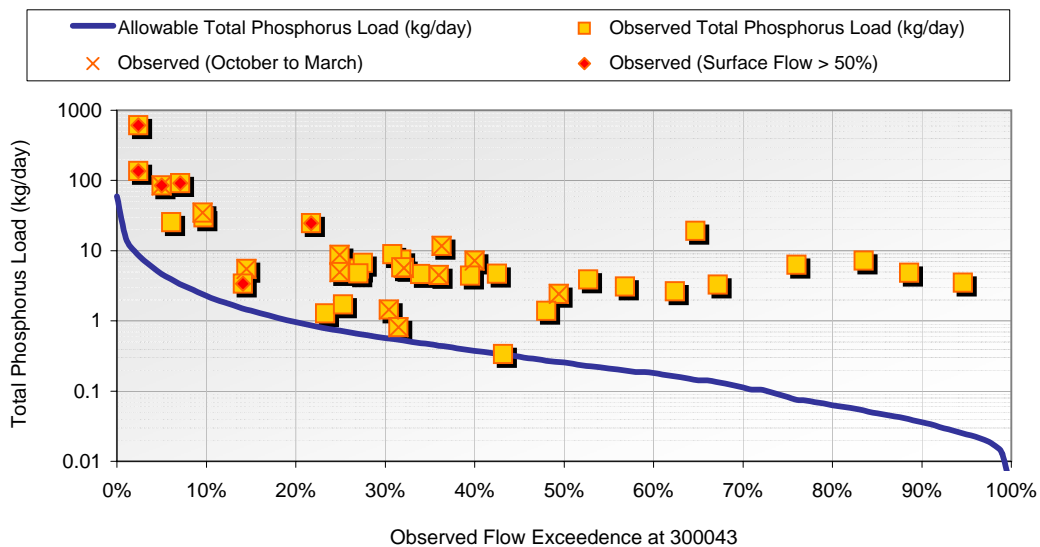 Allowable Total Phosphorus Load (kg/day)
Observed Total Phosphorus Load (kg/day)
Observed (October to March)
Observed (Surface Flow > 50%)
Total Phosphorus Load (kg/day)
1000
100
10
1
0.1
0.01
0% 10% 20% 30% 40% 50% 60% 70% 80% 90% 100%
Observed Flow Exceedence at 300043